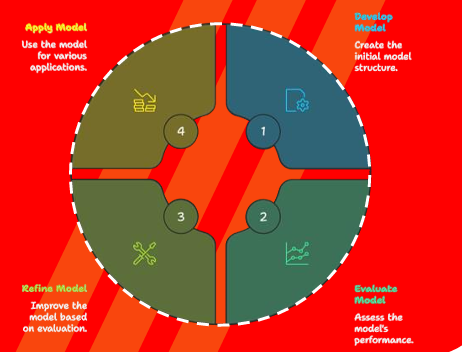 Apply Model
Use the model
for various
applications.
Develop
Model
Create the
initial model
structure.
4
1
3
2
Refine Model
Improve the
model based
on evaluation.
Evaluate
Model
Assess the
model's
performance.